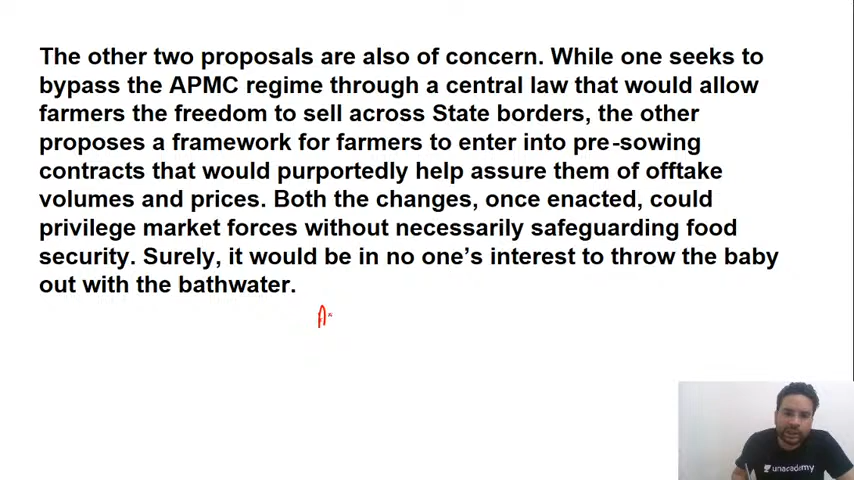 The other two proposals are also of concern. While one seeks to
bypass the APMC regime through a central law that would allow
farmers the freedom to sell across State borders, the other
proposes a framework for farmers to enter into pre-sowing
contracts that would purportedly help assure them of offtake
volumes and prices. Both the changes, once enacted, could
privilege market forces without necessarily safeguarding food
security. Surely, it would be in no one’s interest to throw the baby
out with the bathwater.
A
unacademy